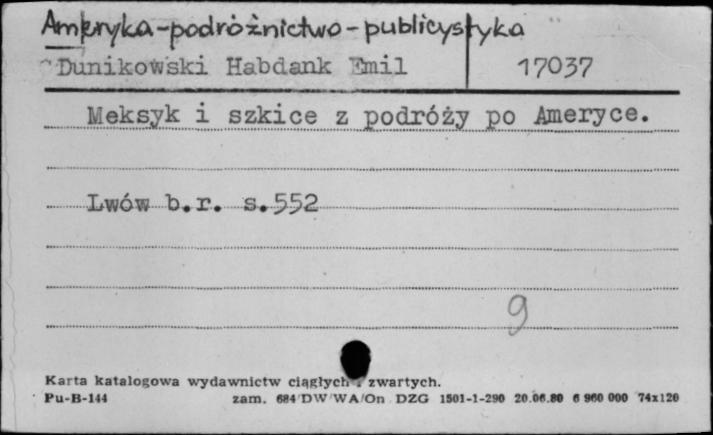 Ameryka-podróżnictwo-publicystyka
Dunikowski Habdank Emil 17037
Meksyk i szkice z podróży po Ameryce.
Lwów b.r. s.552
9
Karta katalogowa wydawnictw ciągłych i zwartych.
Pu-B-144 zam. 684 DW WA/On DZG 1501-1-290 20.06.80 6 960 000 74x120